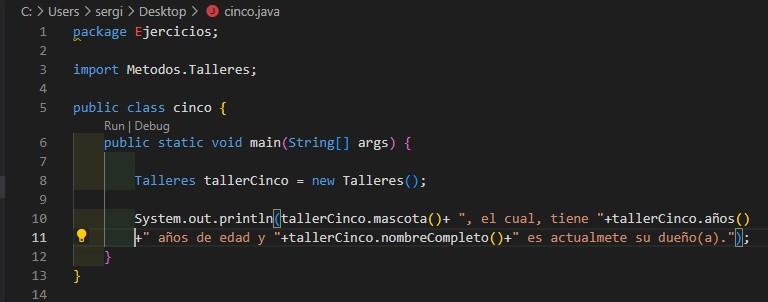 C: > Users > sergi > Desktop > cinco.java
1 package Ejercicios;
2
3 import Metodos.Talleres;
4
5 public class cinco {
Run | Debug
6 public static void main(String[] args) {
7
8 Talleres tallerCinco = new Talleres();
9
10 System.out.println(tallerCinco.mascota()+ ", el cual, tiene "+tallerCinco.años()
11 +" años de edad y "+tallerCinco.nombreCompleto()+" es actualmete su dueño(a).");
12 }
13 }
14